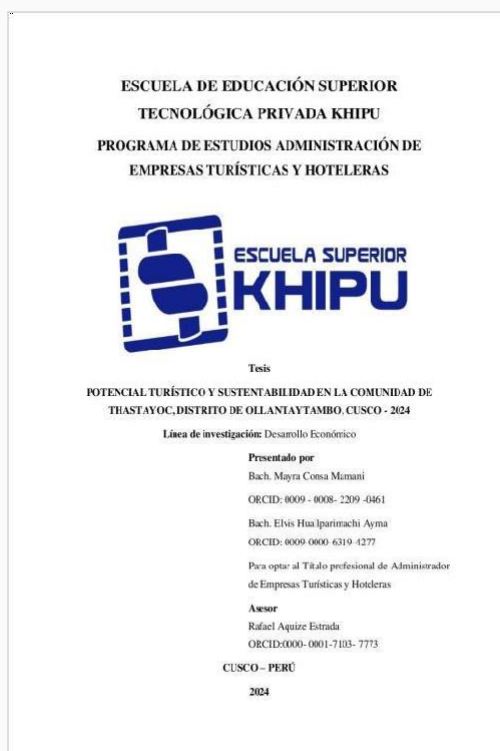 ESCUELA DE EDUCACIÓN SUPERIOR
TECNOLÓGICA PRIVADA KHIPU
PROGRAMA DE ESTUDIOS ADMINISTRACIÓN DE
EMPRESAS TURÍSTICAS Y HOTELERAS
ESCUELA SUPERIOR
KHIPU
Tesis
POTENCIAL TURÍSTICO Y SUSTENTABILIDAD EN LA COMUNIDAD DE
THASTAYOC, DISTRITO DE OLLANTAYTAMBO, CUSCO - 2024
Línea de investigación: Desarrollo Económico
Presentado por
Bach. Mayra Consa Mamani
ORCID: 0009 - 0008- 2209 -0461
Bach. Elvis Huallparimachi Ayma
ORCID: 0009-0000-6319-4277
Para optar al Título profesional de Administrador
de Empresas Turísticas y Hoteleras
Asesor
Rafael Aquize Estrada
ORCID:0000- 0001-7103- 7773
CUSCO – PERÚ
2024